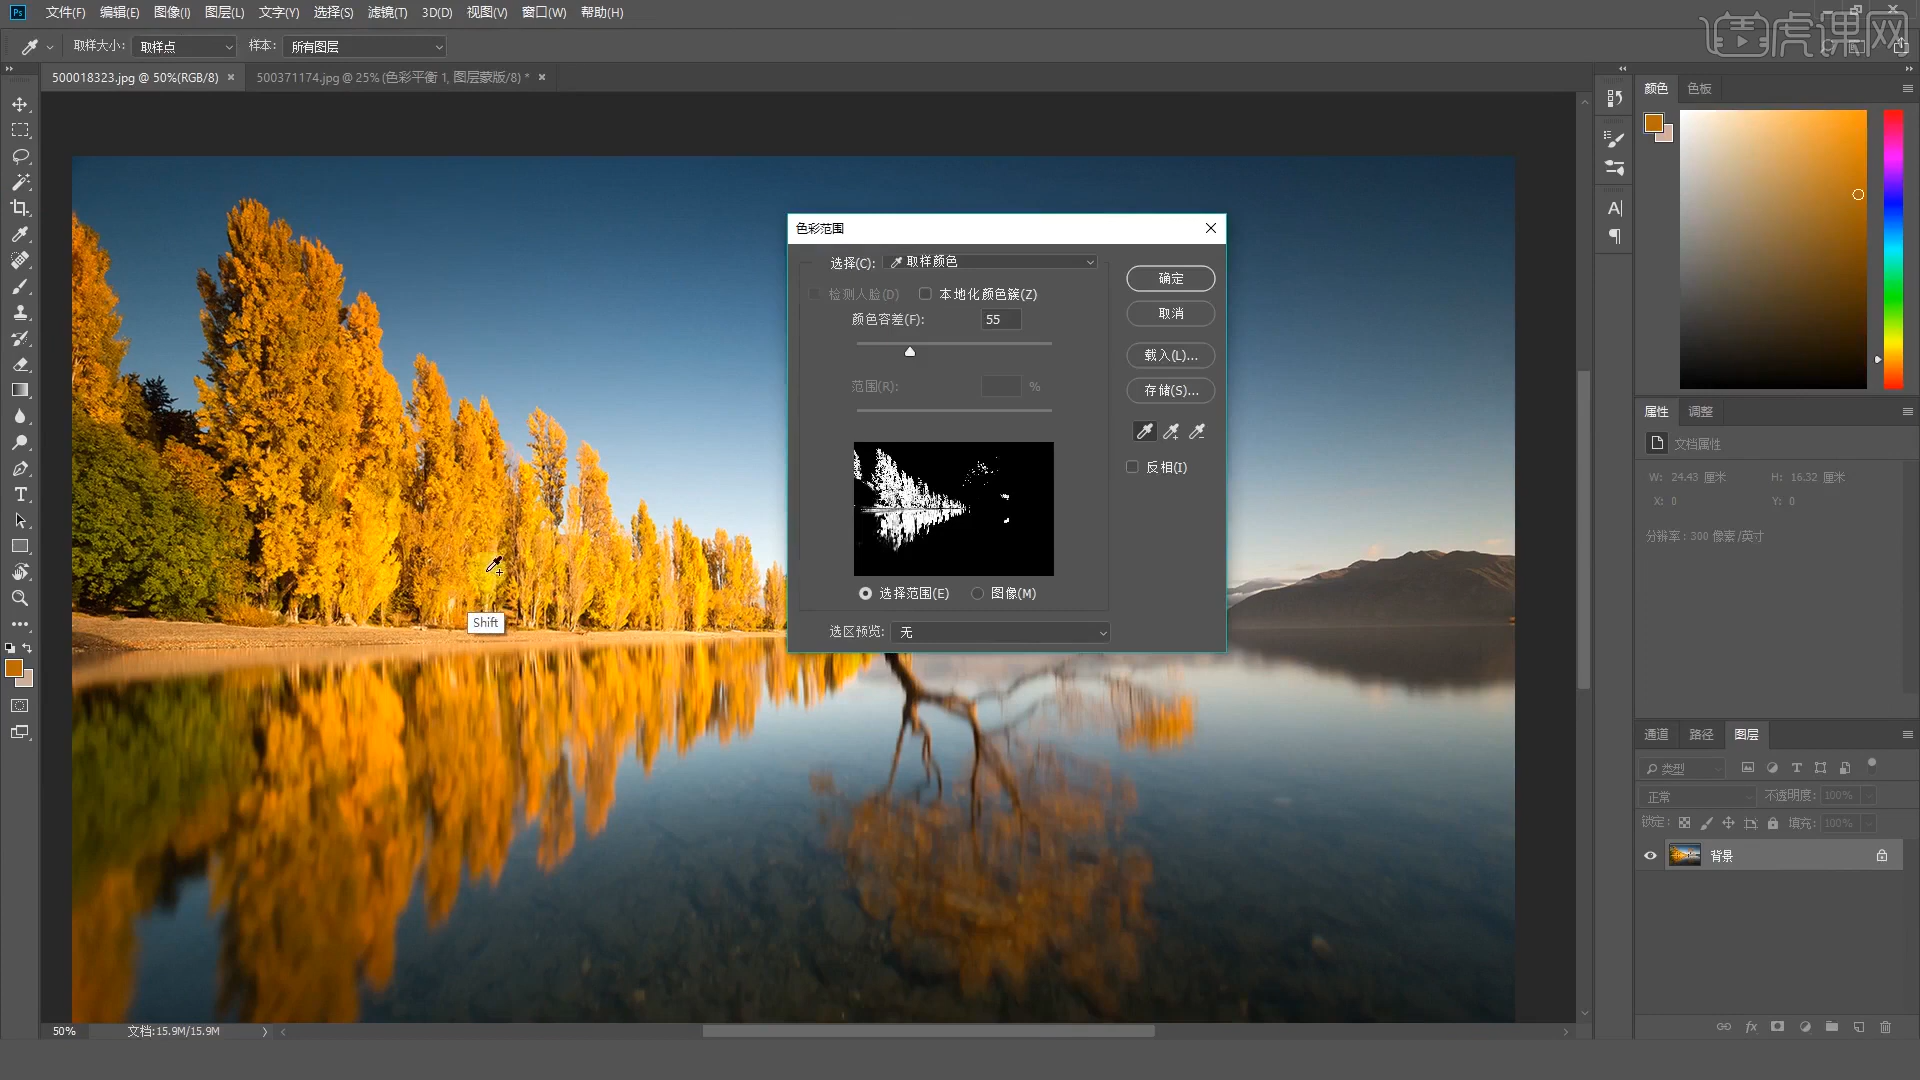 Ps 文件(F) 编辑(E) 图像(I) 图层(L) 文字(Y) 选择(S) 滤镜(T) 3D(D) 视图(V) 窗口(W) 帮助(H)
虎课网
取样大小: 取样点 样本: 所有图层
500018323.jpg @ 50%(RGB/8) × 500371174.jpg @ 25% (色彩平衡 1, 图层蒙版/8) * ×
颜色 色板
色彩范围
选择(C): 取样颜色
确定
检测人脸(D) 本地化颜色簇(Z)
颜色容差(F): 55
取消
载入(L)...
范围(R): %
存储(S)...
反相(I)
选择范围(E) 图像(M)
选区预览: 无
Shift
属性 调整
文档属性
W: 24.43 厘米 H: 16.32 厘米
X: 0 Y: 0
分辨率: 300 像素/英寸
通道 路径 图层
类型
正常 不透明度: 100%
锁定: 填充: 100%
背景
50% 文档:15.9M/15.9M